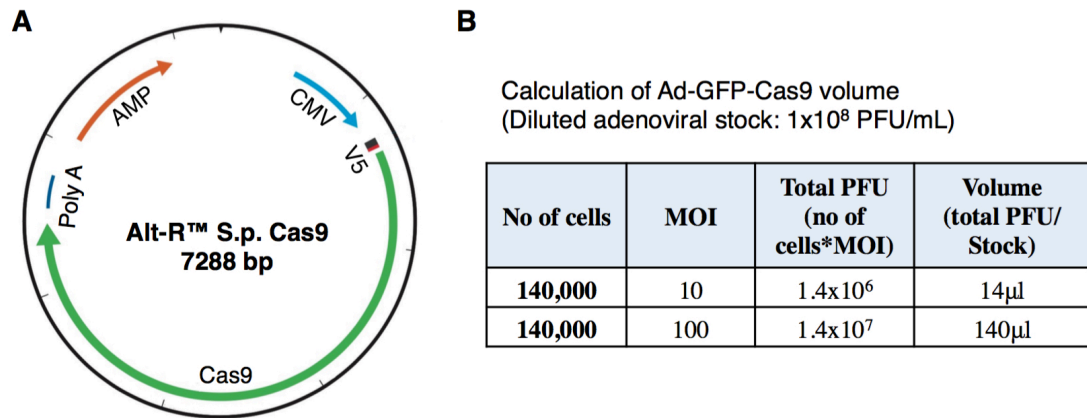 A
AMP
CMV
V5
Poly A
Alt-R™ S.p. Cas9
7288 bp
Cas9
B
Calculation of Ad-GFP-Cas9 volume
(Diluted adenoviral stock: 1x10⁸ PFU/mL)
No of cells
MOI
Total PFU
(no of
cells*MOI)
Volume
(total PFU/
Stock)
140,000
10
1.4x10⁶
14µl
140,000
100
1.4x10⁷
140µl